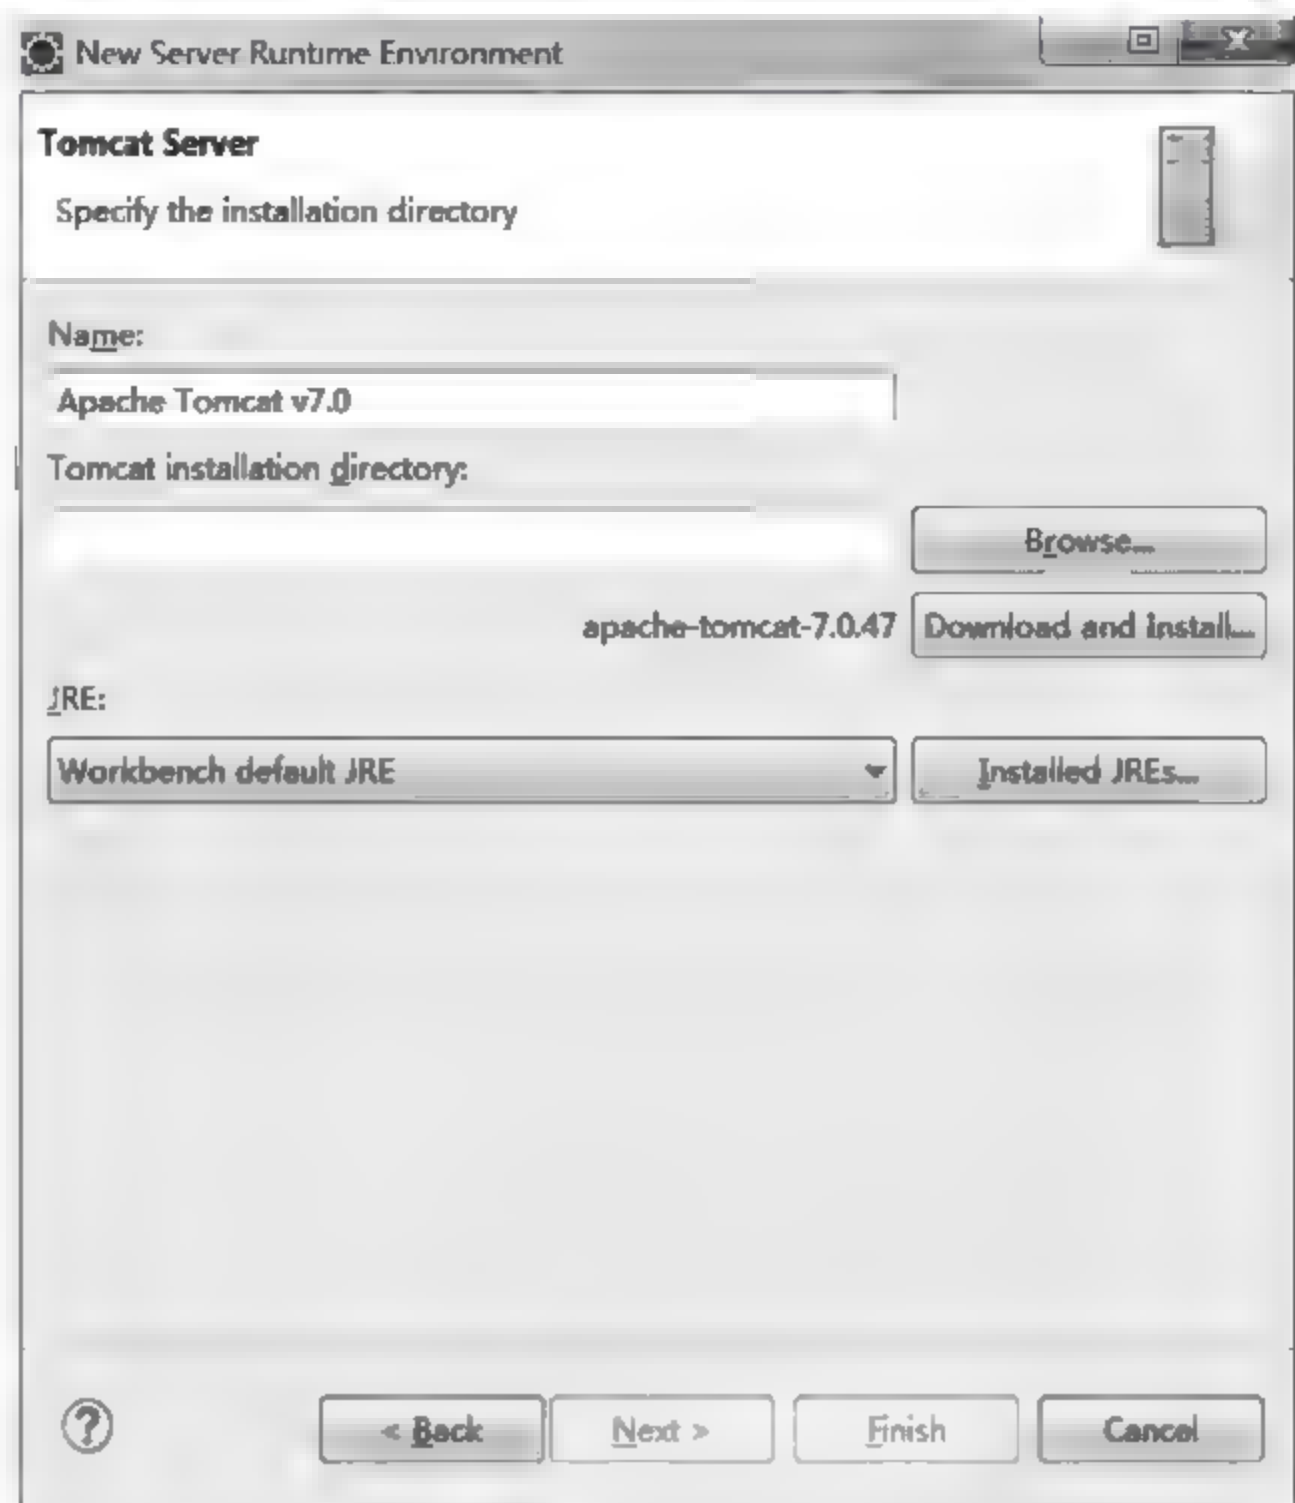 New Server Runtime Environment
Tomcat Server
Specify the installation directory
Name:
Apache Tomcat v7.0
Tomcat installation directory:
Browse...
apache-tomcat-7.0.47 Download and Install...
JRE:
Workbench default JRE Installed JREs...
? < Back Next > Finish Cancel